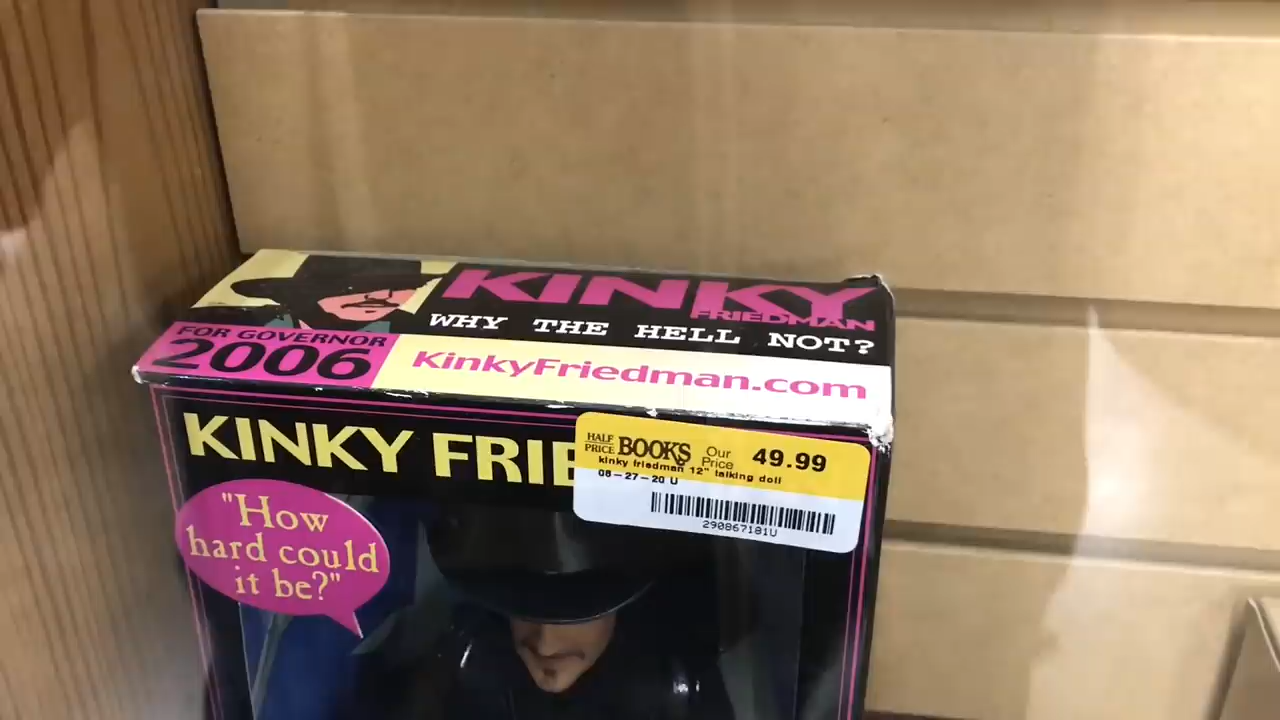 KINKY
FRIEDMAN
WHY THE HELL NOT?
FOR GOVERNOR
2006
KinkyFriedman.com
KINKY FRIE
HALF
PRICE
BOOKS
Our
Price
49.99
kinky friedman 12" talking doll
08-27-20 U
290867181U
"How
hard could
it be?"